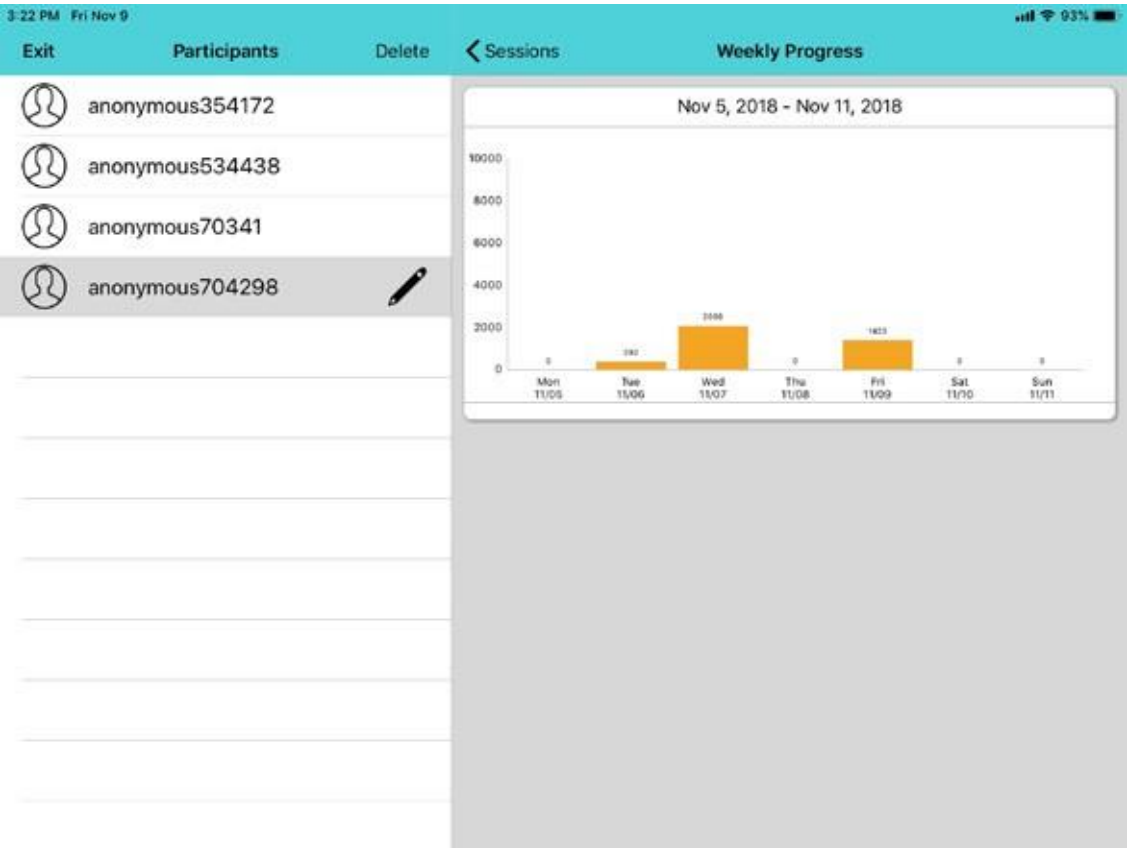 3:22 PM Fri Nov 9
93%
Exit
Participants
Delete
Sessions
Weekly Progress
anonymous354172
anonymous534438
anonymous70341
anonymous704298
Nov 5, 2018 - Nov 11, 2018
10000
8000
6000
4000
2000
0
0 0 0 0
Mon Tue Wed Thu Fri Sat Sun
11/05 11/06 11/07 11/08 11/09 11/10 11/11